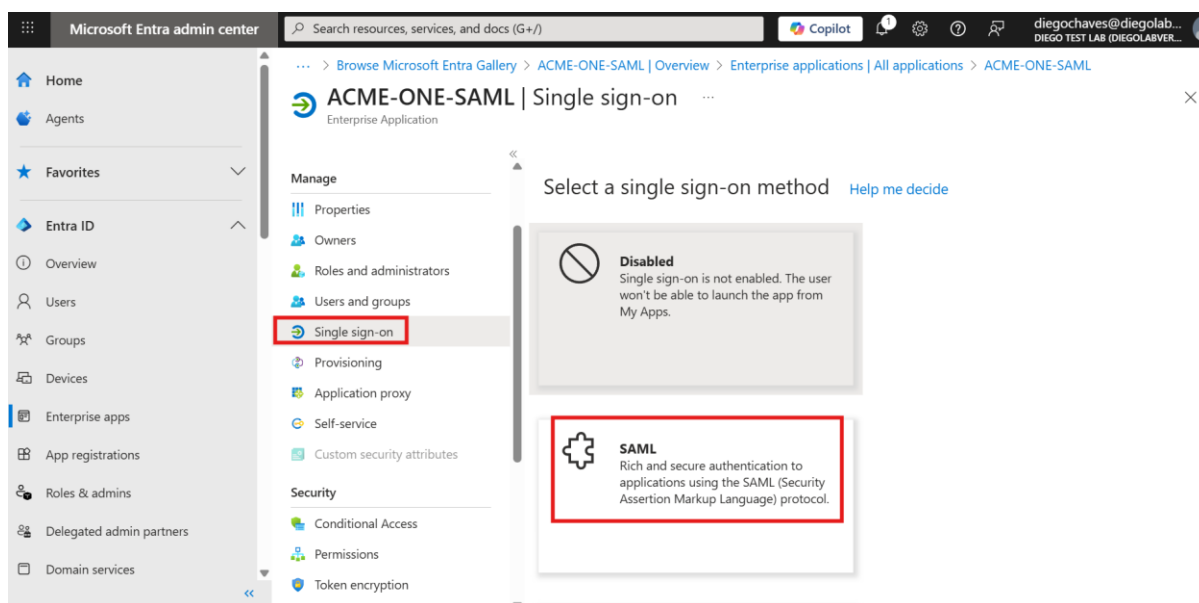 Microsoft Entra admin center
Search resources, services, and docs (G+/)
Copilot
1
diegochaves@diegolab...
DIEGO TEST LAB (DIEGOLABVER...
Home
Agents
Favorites
Entra ID
Overview
Users
Groups
Devices
Enterprise apps
App registrations
Roles & admins
Delegated admin partners
Domain services
··· > Browse Microsoft Entra Gallery > ACME-ONE-SAML | Overview > Enterprise applications | All applications > ACME-ONE-SAML
ACME-ONE-SAML | Single sign-on ···
Enterprise Application
Manage
Properties
Owners
Roles and administrators
Users and groups
Single sign-on
Provisioning
Application proxy
Self-service
Custom security attributes
Security
Conditional Access
Permissions
Token encryption
Select a single sign-on method Help me decide
Disabled
Single sign-on is not enabled. The user
won't be able to launch the app from
My Apps.
SAML
Rich and secure authentication to
applications using the SAML (Security
Assertion Markup Language) protocol.